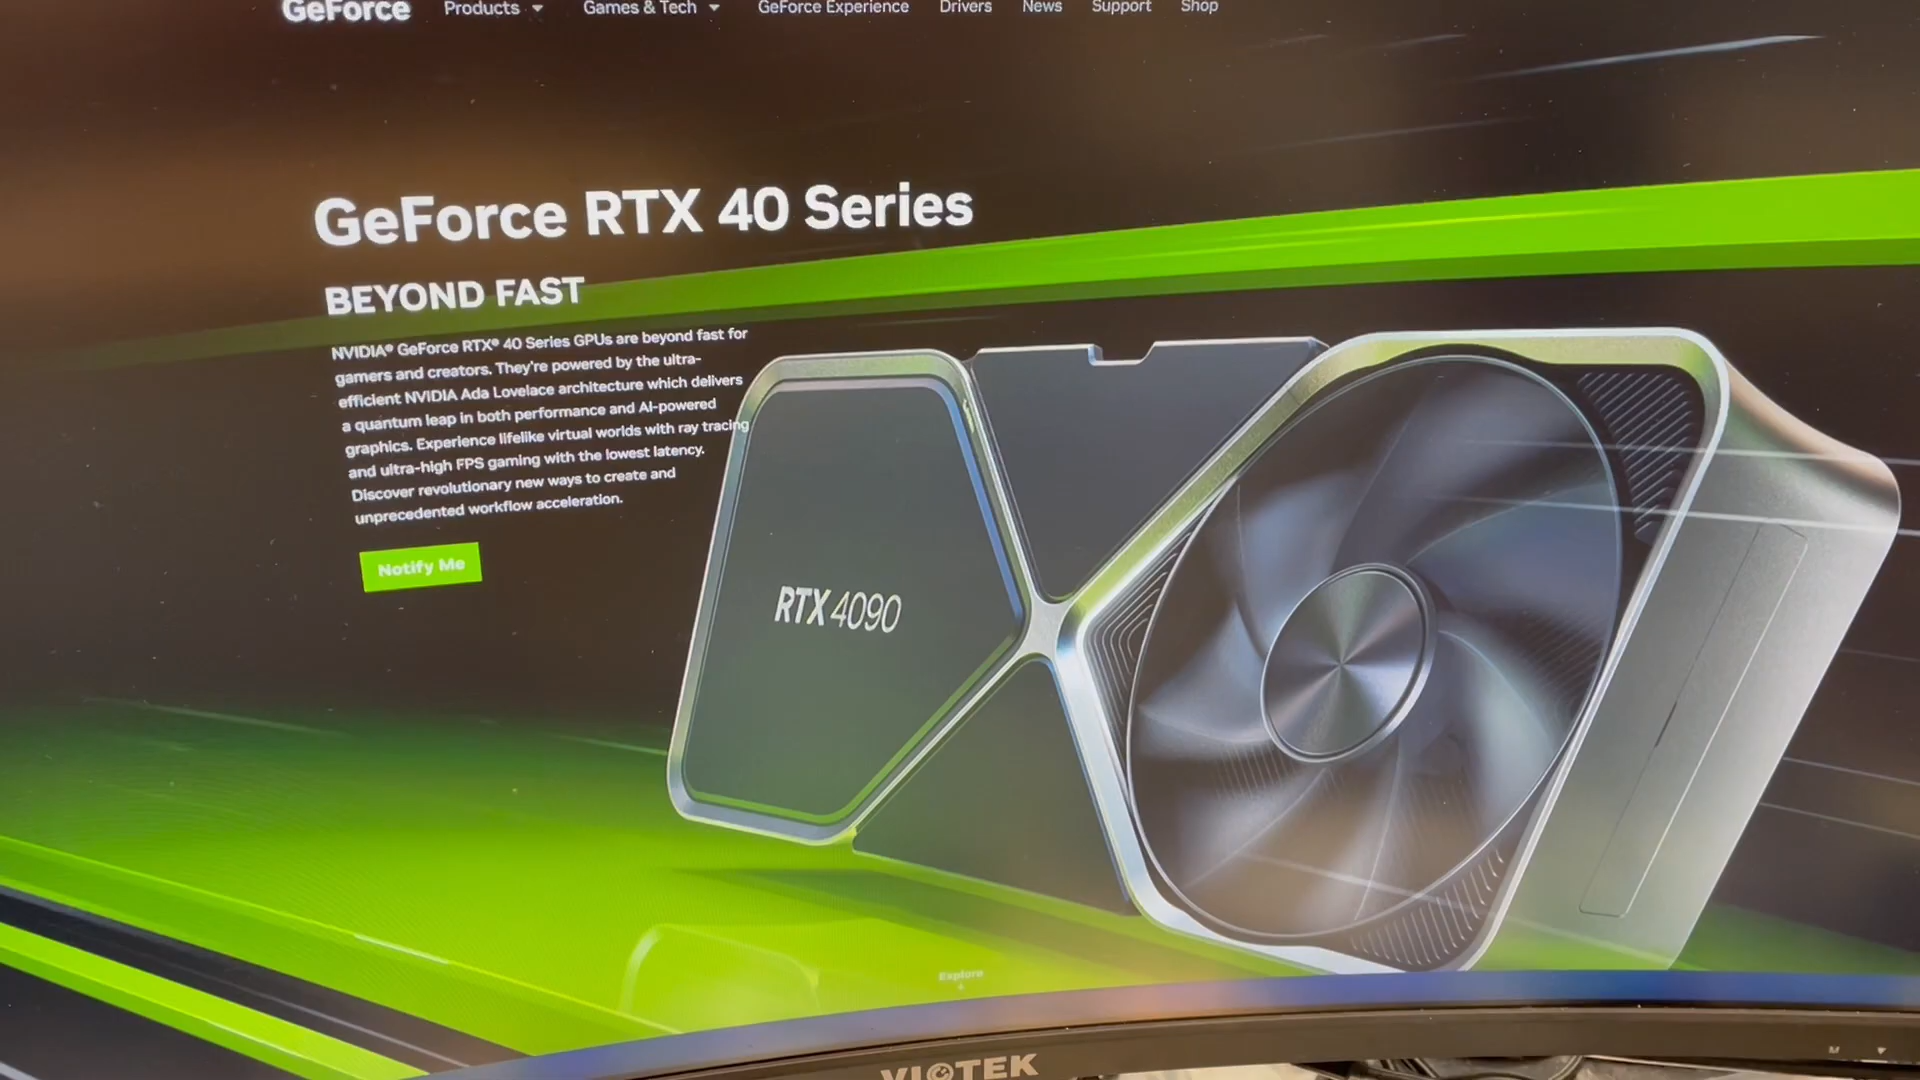 GeForce Products Games & Tech GeForce Experience Drivers News Support Shop
GeForce RTX 40 Series
BEYOND FAST
NVIDIA® GeForce RTX® 40 Series GPUs are beyond fast for
gamers and creators. They're powered by the ultra-
efficient NVIDIA Ada Lovelace architecture which delivers
a quantum leap in both performance and AI-powered
graphics. Experience lifelike virtual worlds with ray tracing
and ultra-high FPS gaming with the lowest latency.
Discover revolutionary new ways to create and
unprecedented workflow acceleration.
Notify Me
RTX 4090
Explore
VIOTEK